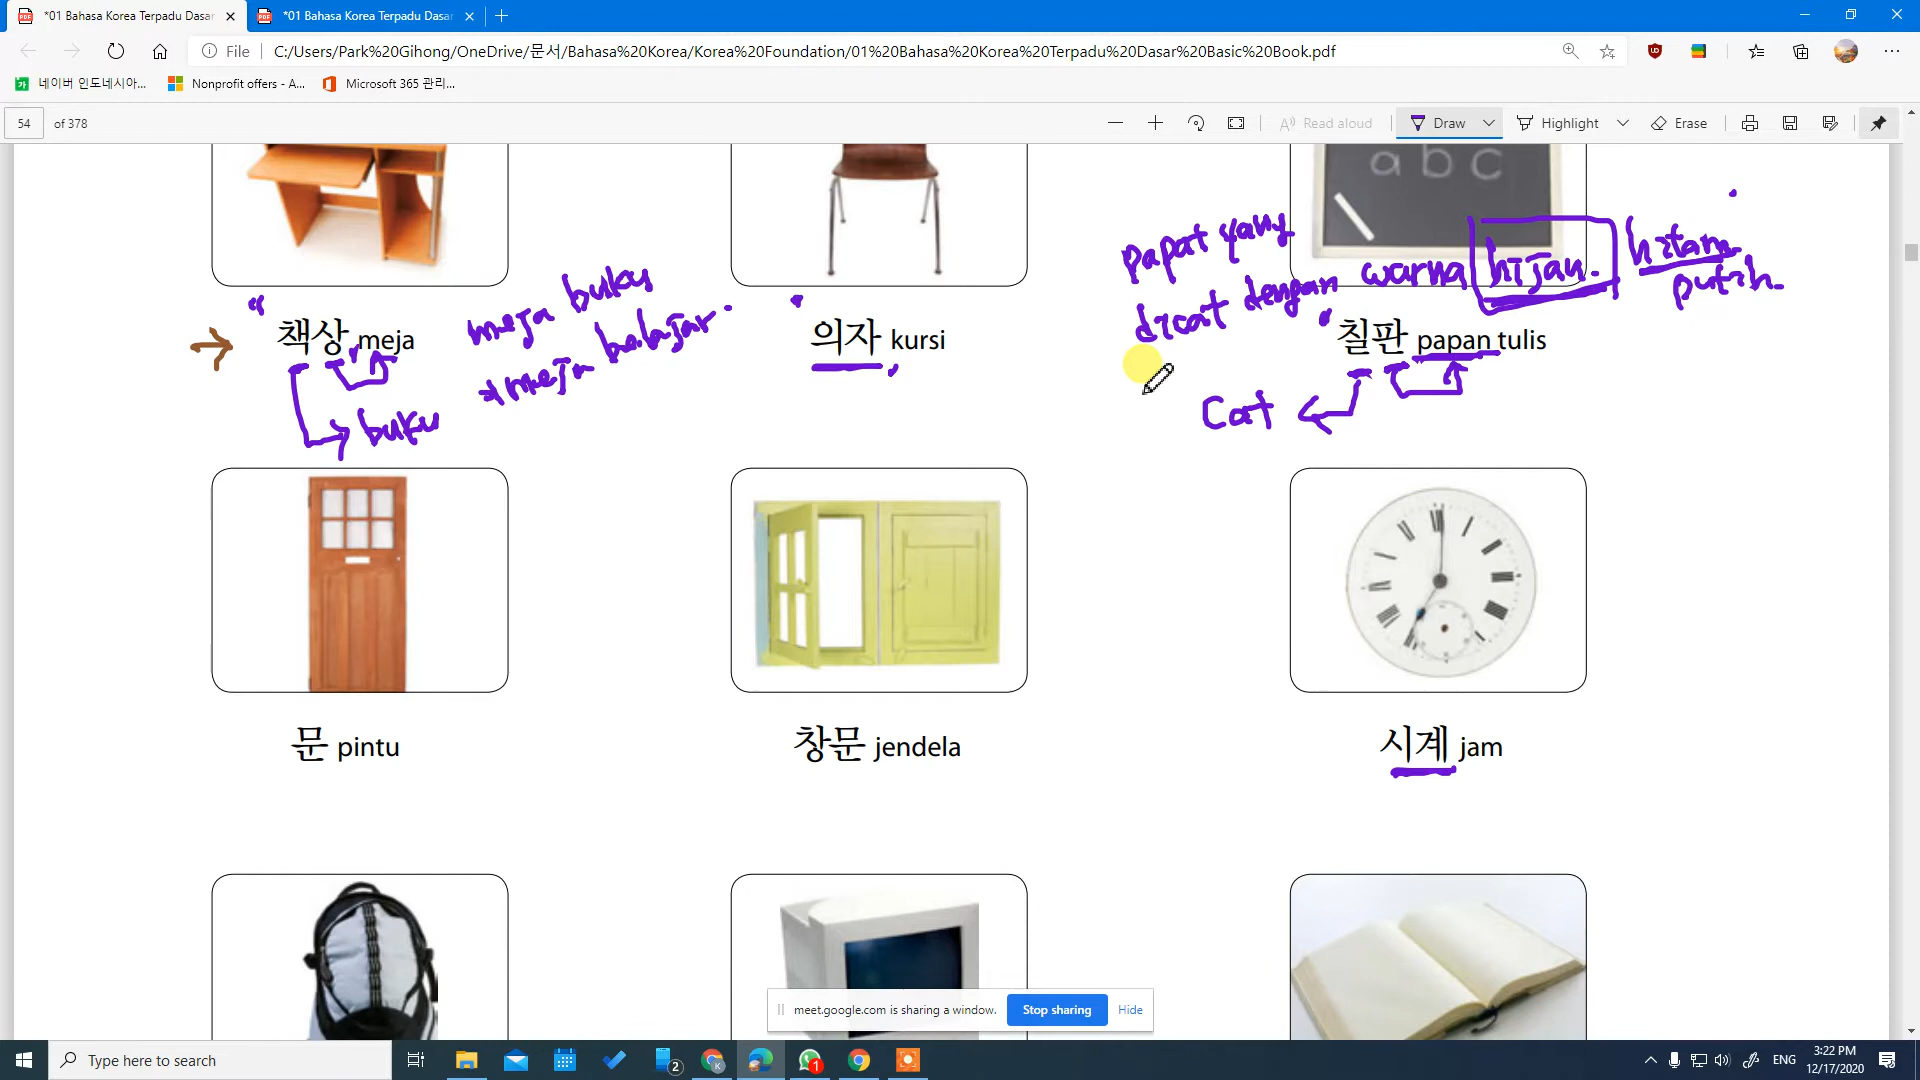 *01 Bahasa Korea Terpadu Dasar
*01 Bahasa Korea Terpadu Dasar
File
C:/Users/Park%20Gihong/OneDrive/문서/Bahasa%20Korea/Korea%20Foundation/01%20Bahasa%20Korea%20Terpadu%20Dasar%20Basic%20Book.pdf
네이버 인도네시아... Nonprofit offers - A... Microsoft 365 관리...
54 of 378
Read aloud Draw Highlight Erase
a b c
papat yang
dicat dengan warna hijau. hitam
putih
meja buku
meja belajar
책상 meja
의자 kursi
칠판 papan tulis
buku
Cat
문 pintu
창문 jendela
시계 jam
meet.google.com is sharing a window. Stop sharing Hide
Type here to search
2
K
1
ENG
3:22 PM
12/17/2020